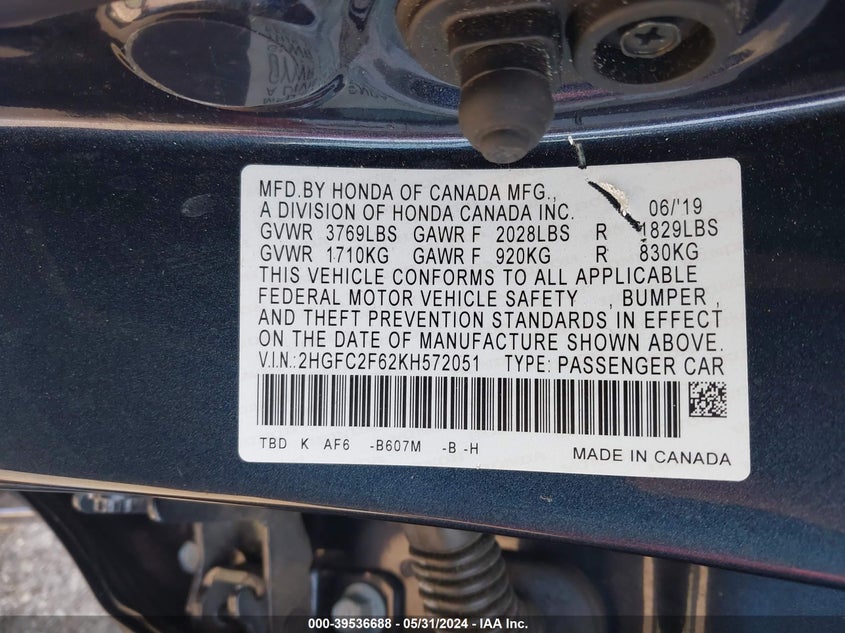 MFD.BY HONDA OF CANADA MFG.,
A DIVISION OF HONDA CANADA INC. 06/'19
GVWR 3769LBS GAWR F 2028LBS R 1829LBS
GVWR 1710KG GAWR F 920KG R 830KG
THIS VEHICLE CONFORMS TO ALL APPLICABLE
FEDERAL MOTOR VEHICLE SAFETY , BUMPER ,
AND THEFT PREVENTION STANDARDS IN EFFECT
ON THE DATE OF MANUFACTURE SHOWN ABOVE.
V.I.N.:2HGFC2F62KH572051 TYPE: PASSENGER CAR
TBD K AF6 -B607M -B -H
MADE IN CANADA
000-39536688 - 05/31/2024 - IAA Inc.